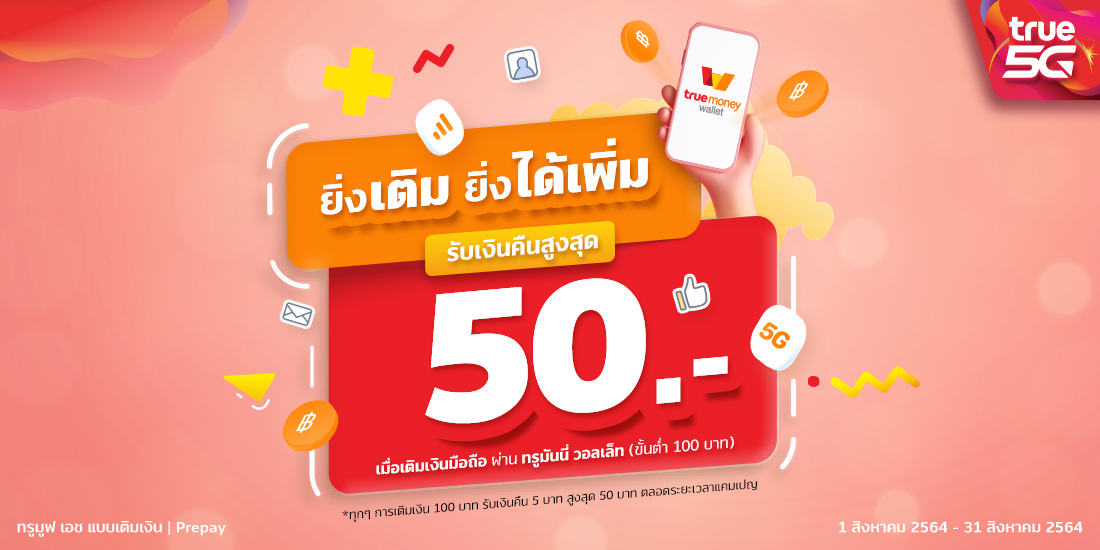 true
5G
true money
wallet
ยิ่งเติม ยิ่งได้เพิ่ม
รับเงินคืนสูงสุด
50.-
5G
เมื่อเติมเงินมือถือ ผ่าน ทรูมันนี่ วอลเล็ท (ขั้นต่ำ 100 บาท)
*ทุกๆ การเติมเงิน 100 บาท รับเงินคืน 5 บาท สูงสุด 50 บาท ตลอดระยะเวลาแคมเปญ
ทรูมูฟ เอช แบบเติมเงิน | Prepay
1 สิงหาคม 2564 - 31 สิงหาคม 2564